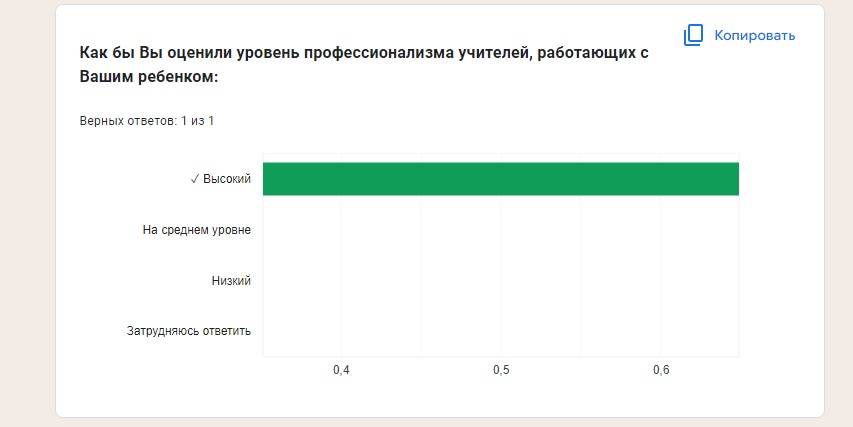 Копировать
Как бы Вы оценили уровень профессионализма учителей, работающих с
Вашим ребенком:
Верных ответов: 1 из 1
✓ Высокий
На среднем уровне
Низкий
Затрудняюсь ответить
0,4 0,5 0,6